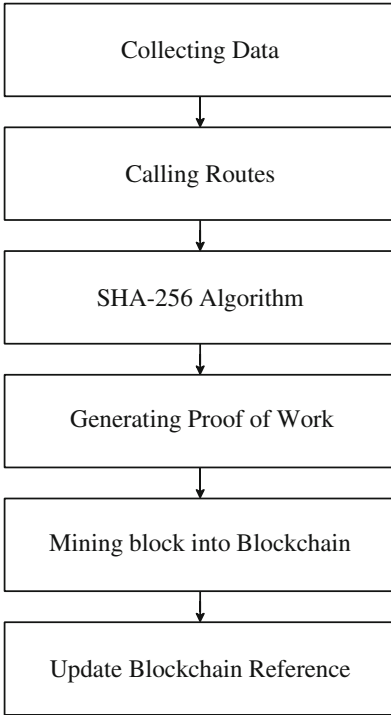 Collecting Data
Calling Routes
SHA-256 Algorithm
Generating Proof of Work
Mining block into Blockchain
Update Blockchain Reference